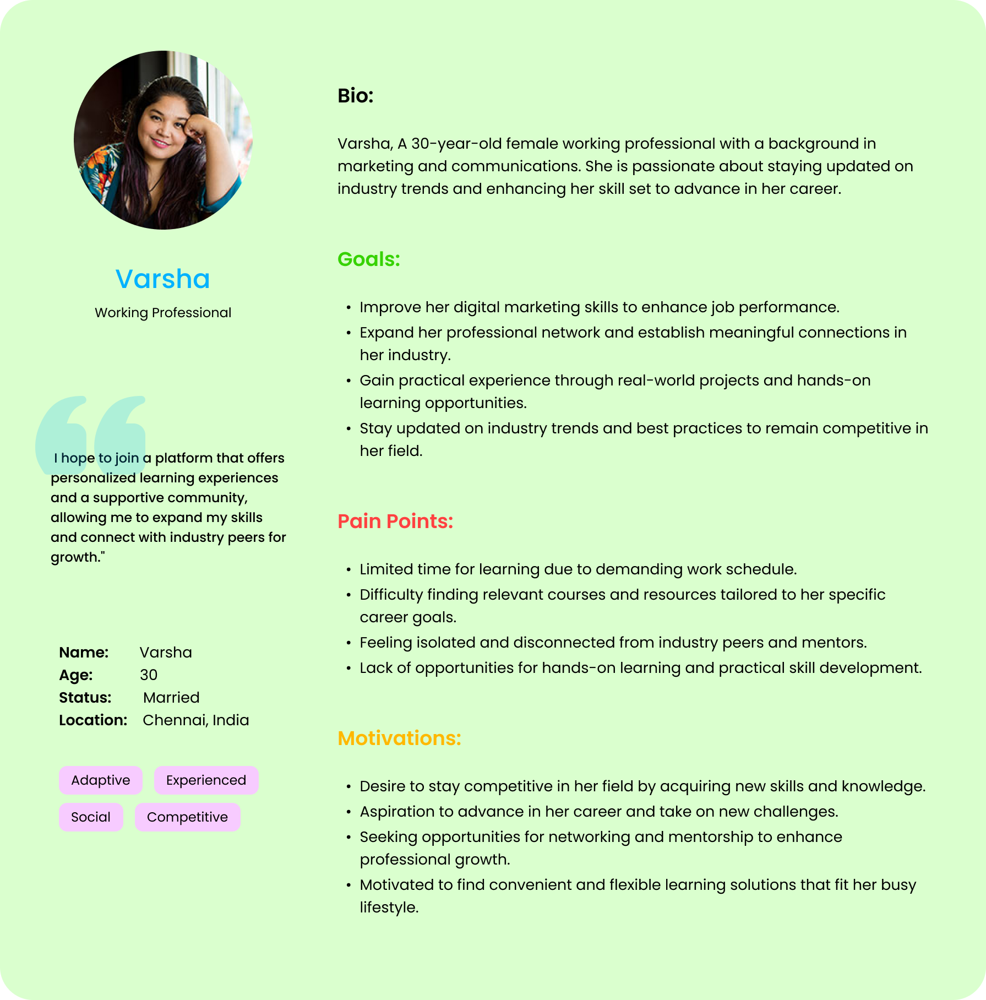 Varsha
Working Professional
I hope to join a platform that offers
personalized learning experiences
and a supportive community,
allowing me to expand my skills
and connect with industry peers for
growth."
Name: Varsha
Age: 30
Status: Married
Location: Chennai, India
Adaptive Experienced
Social Competitive
Bio:
Varsha, A 30-year-old female working professional with a background in
marketing and communications. She is passionate about staying updated on
industry trends and enhancing her skill set to advance in her career.
Goals:
• Improve her digital marketing skills to enhance job performance.
• Expand her professional network and establish meaningful connections in
her industry.
• Gain practical experience through real-world projects and hands-on
learning opportunities.
• Stay updated on industry trends and best practices to remain competitive in
her field.
Pain Points:
• Limited time for learning due to demanding work schedule.
• Difficulty finding relevant courses and resources tailored to her specific
career goals.
• Feeling isolated and disconnected from industry peers and mentors.
• Lack of opportunities for hands-on learning and practical skill development.
Motivations:
• Desire to stay competitive in her field by acquiring new skills and knowledge.
• Aspiration to advance in her career and take on new challenges.
• Seeking opportunities for networking and mentorship to enhance
professional growth.
• Motivated to find convenient and flexible learning solutions that fit her busy
lifestyle.